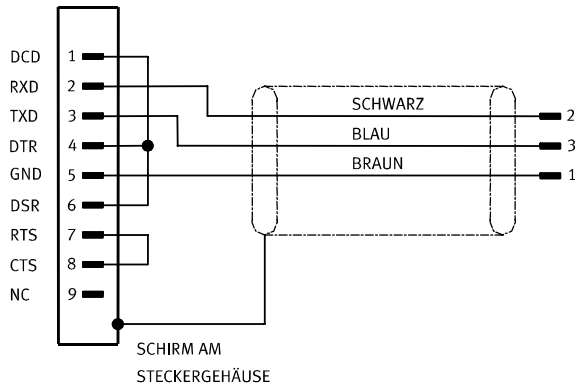 DCD 1
RXD 2 SCHWARZ 2
TXD 3 BLAU 3
DTR 4 BRAUN
GND 5 1
DSR 6
RTS 7
CTS 8
NC 9
SCHIRM AM
STECKERGEHÄUSE